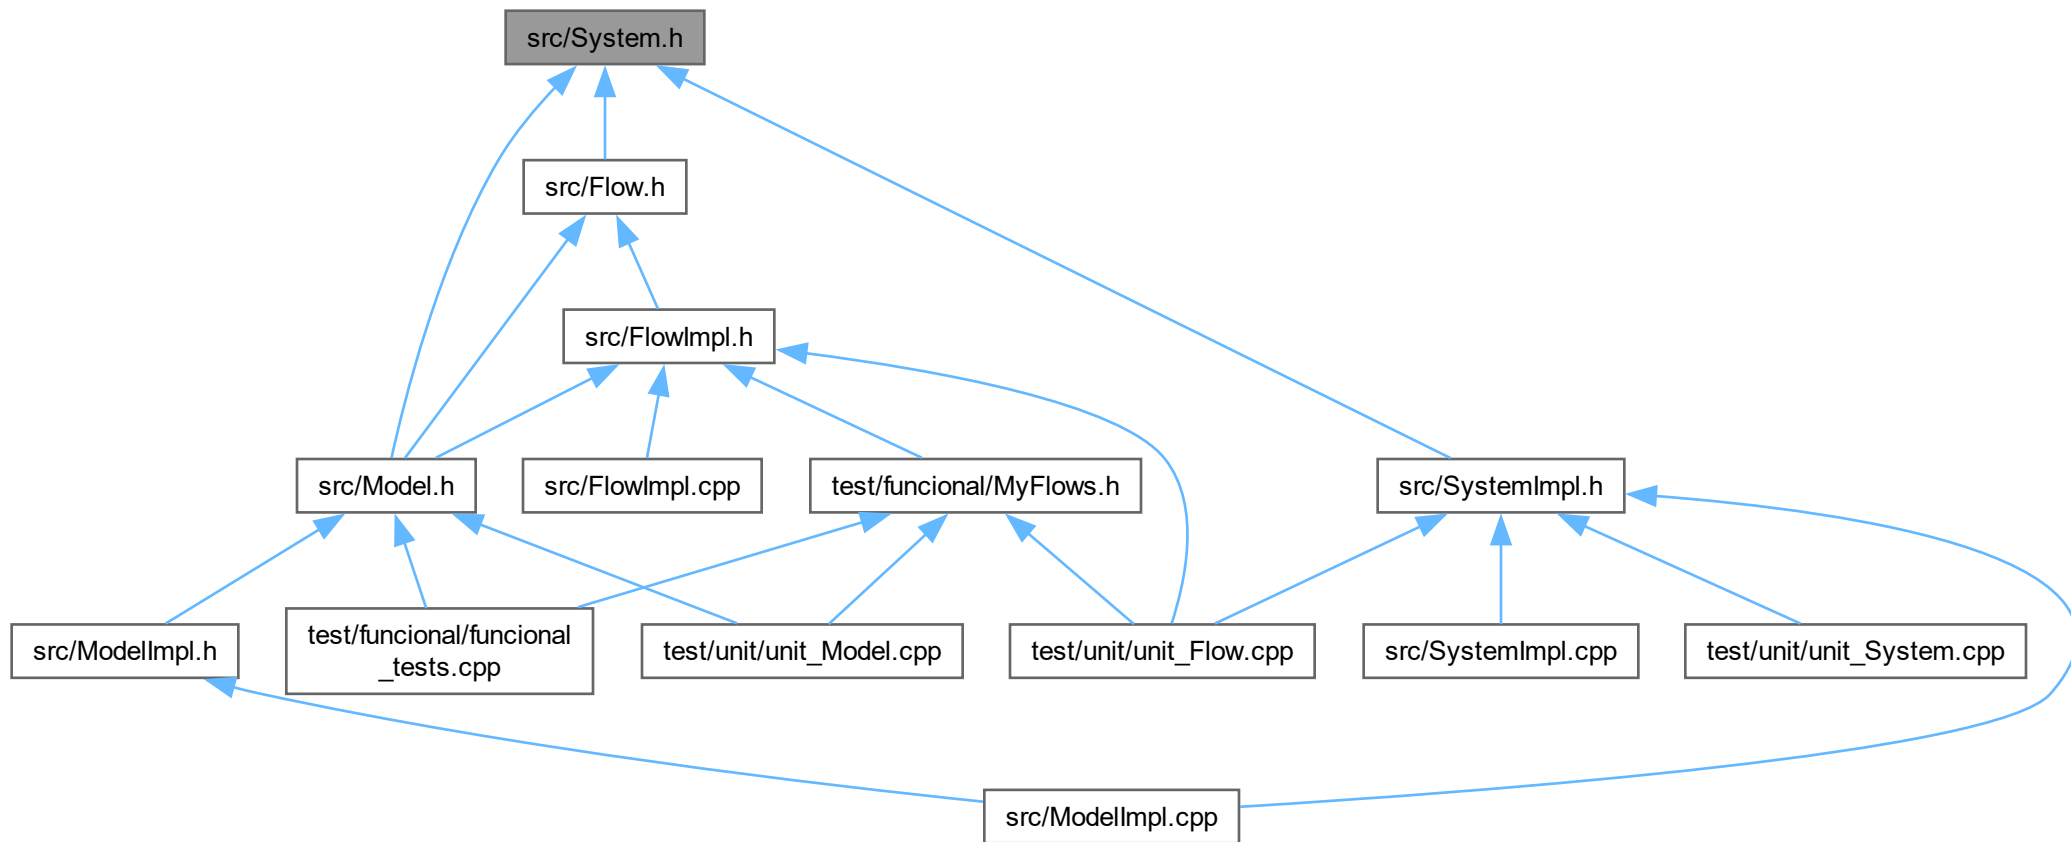 src/System.h
src/Flow.h
src/FlowImpl.h
src/Model.h
src/FlowImpl.cpp
test/funcional/MyFlows.h
src/SystemImpl.h
src/ModelImpl.h
test/funcional/funcional
_tests.cpp
test/unit/unit_Model.cpp
test/unit/unit_Flow.cpp
src/SystemImpl.cpp
test/unit/unit_System.cpp
src/ModelImpl.cpp